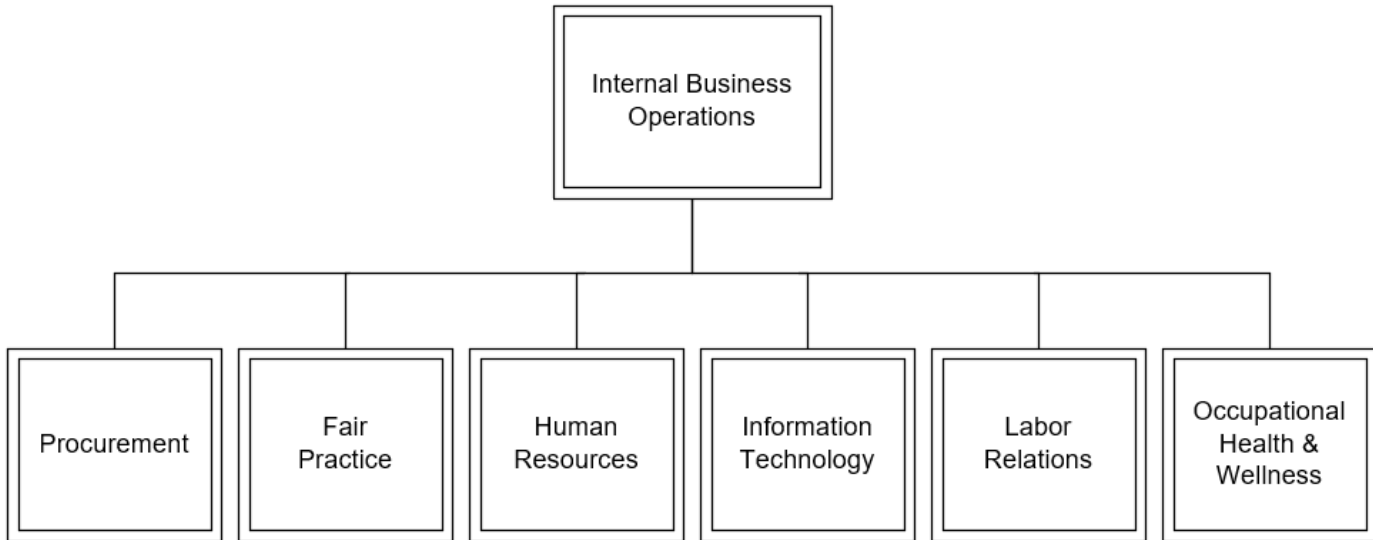 Internal Business
Operations
Procurement
Fair
Practice
Human
Resources
Information
Technology
Labor
Relations
Occupational
Health &
Wellness